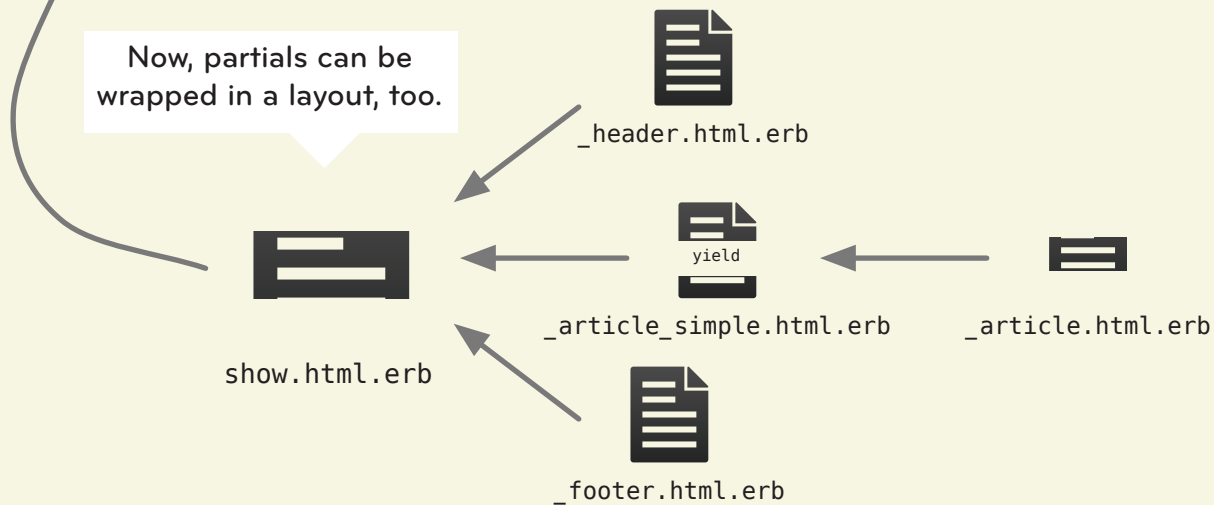 Now, partials can be
wrapped in a layout, too.
_header.html.erb
yield
_article_simple.html.erb
_article.html.erb
show.html.erb
_footer.html.erb